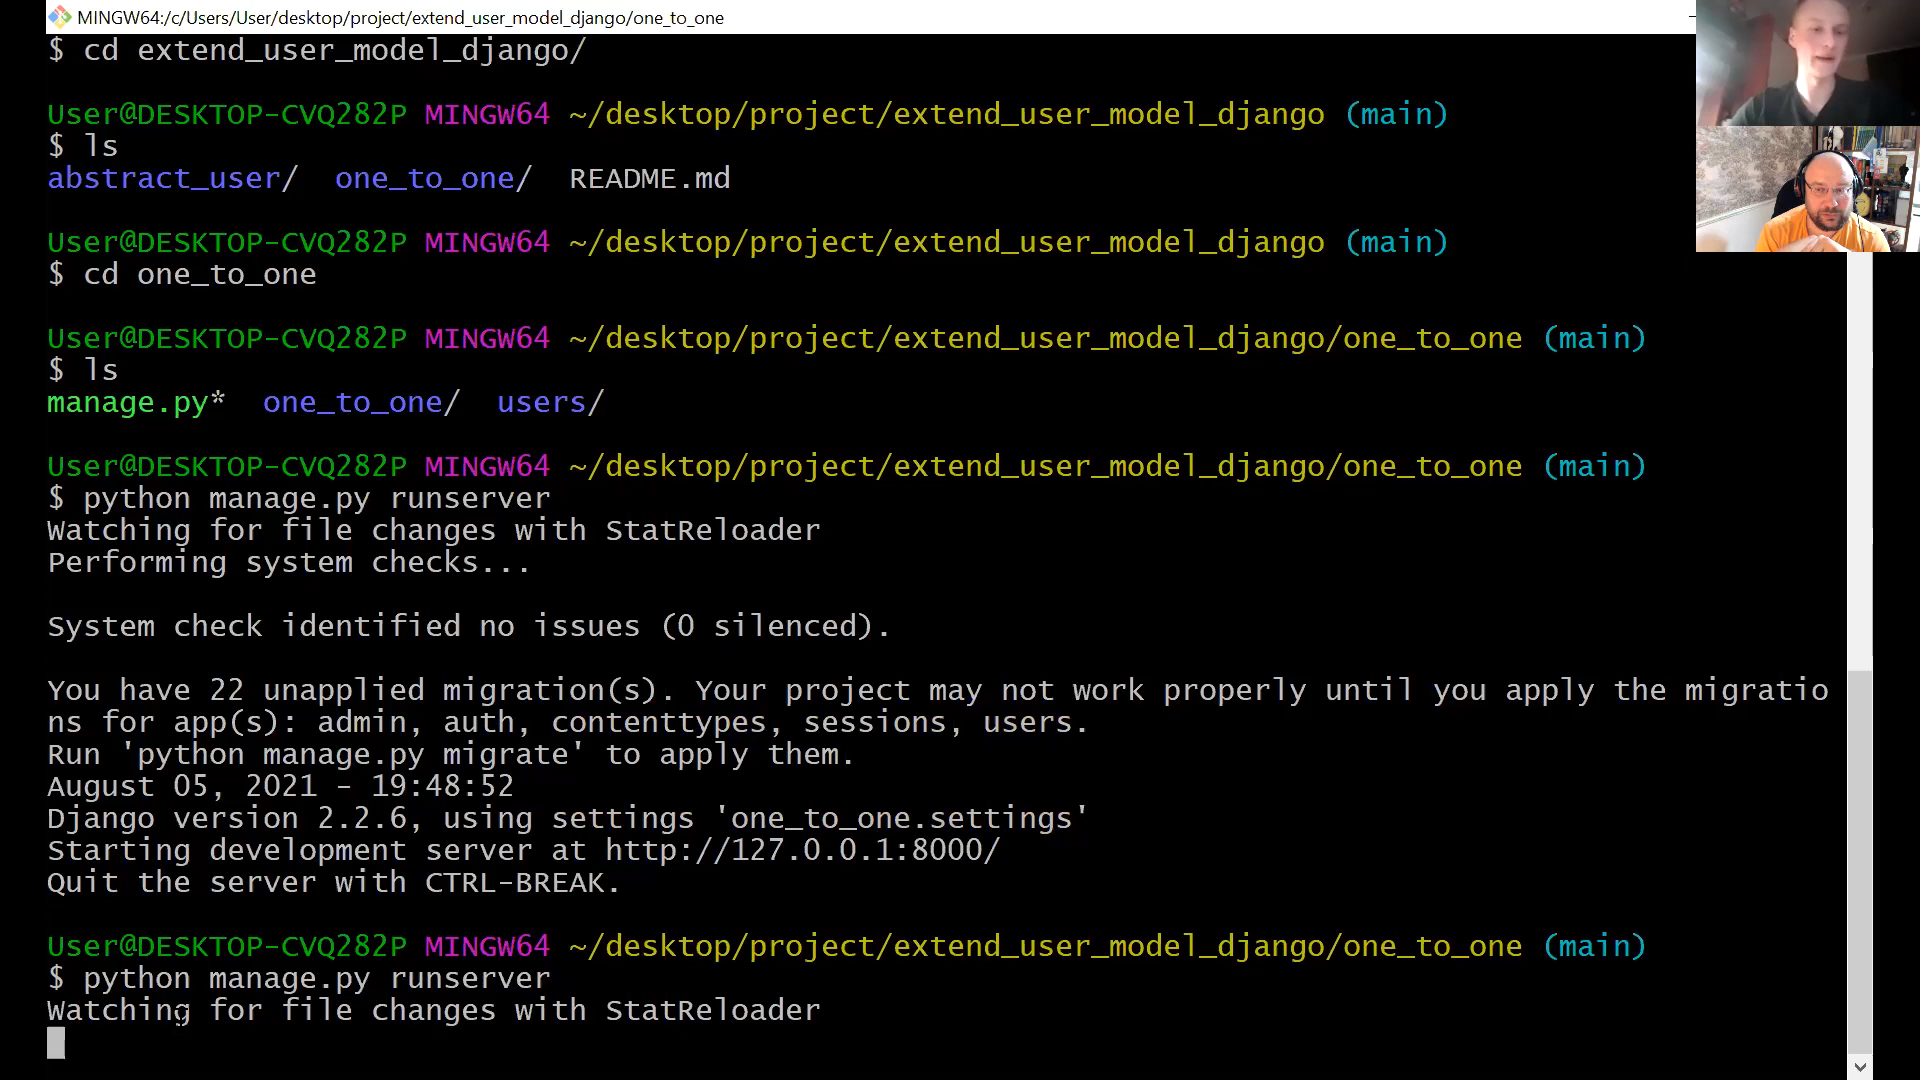 MINGW64:/c/Users/User/desktop/project/extend_user_model_django/one_to_one
$ cd extend_user_model_django/
User@DESKTOP-CVQ282P MINGW64 ~/desktop/project/extend_user_model_django (main)
$ ls
abstract_user/  one_to_one/  README.md
User@DESKTOP-CVQ282P MINGW64 ~/desktop/project/extend_user_model_django (main)
$ cd one_to_one
User@DESKTOP-CVQ282P MINGW64 ~/desktop/project/extend_user_model_django/one_to_one (main)
$ ls
manage.py*  one_to_one/  users/
User@DESKTOP-CVQ282P MINGW64 ~/desktop/project/extend_user_model_django/one_to_one (main)
$ python manage.py runserver
Watching for file changes with StatReloader
Performing system checks...
System check identified no issues (0 silenced).
You have 22 unapplied migration(s). Your project may not work properly until you apply the migratio
ns for app(s): admin, auth, contenttypes, sessions, users.
Run 'python manage.py migrate' to apply them.
August 05, 2021 - 19:48:52
Django version 2.2.6, using settings 'one_to_one.settings'
Starting development server at http://127.0.0.1:8000/
Quit the server with CTRL-BREAK.
User@DESKTOP-CVQ282P MINGW64 ~/desktop/project/extend_user_model_django/one_to_one (main)
$ python manage.py runserver
Watching for file changes with StatReloader